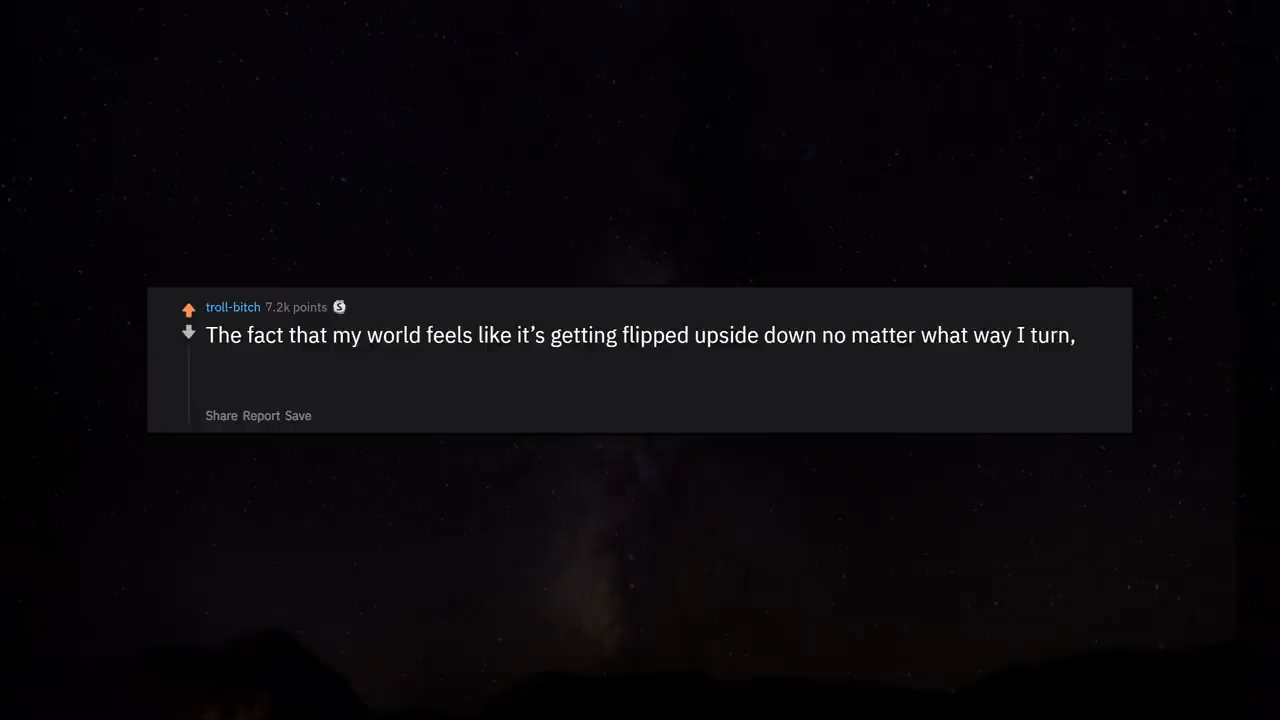 troll-bitch 7.2k points S
The fact that my world feels like it’s getting flipped upside down no matter what way I turn,
Share Report Save